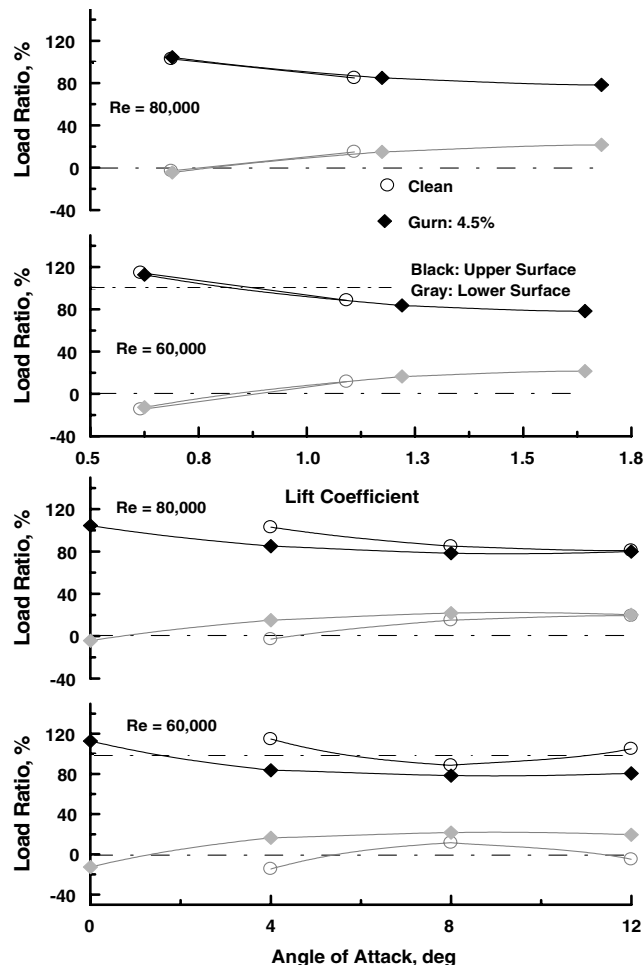 120
80
40
0
-40
Load Ratio, %
Re = 80,000
Clean
Gurn: 4.5%
Black: Upper Surface
Gray: Lower Surface
120
80
40
0
-40
Load Ratio, %
Re = 60,000
0.5
0.8
1.0
1.3
1.5
1.8
Lift Coefficient
120
80
40
0
-40
Load Ratio, %
Re = 80,000
120
80
40
0
-40
Load Ratio, %
Re = 60,000
0
4
8
12
Angle of Attack, deg